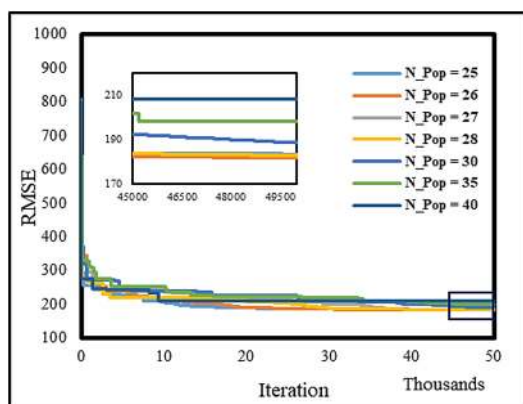 1000
900
800
700
600
500
400
300
200
100
RMSE
210
190
170
45000 46500 48000 49500
N_Pop = 25
N_Pop = 26
N_Pop = 27
N_Pop = 28
N_Pop = 30
N_Pop = 35
N_Pop = 40
0 10 20 30 40 50
Iteration
Thousands